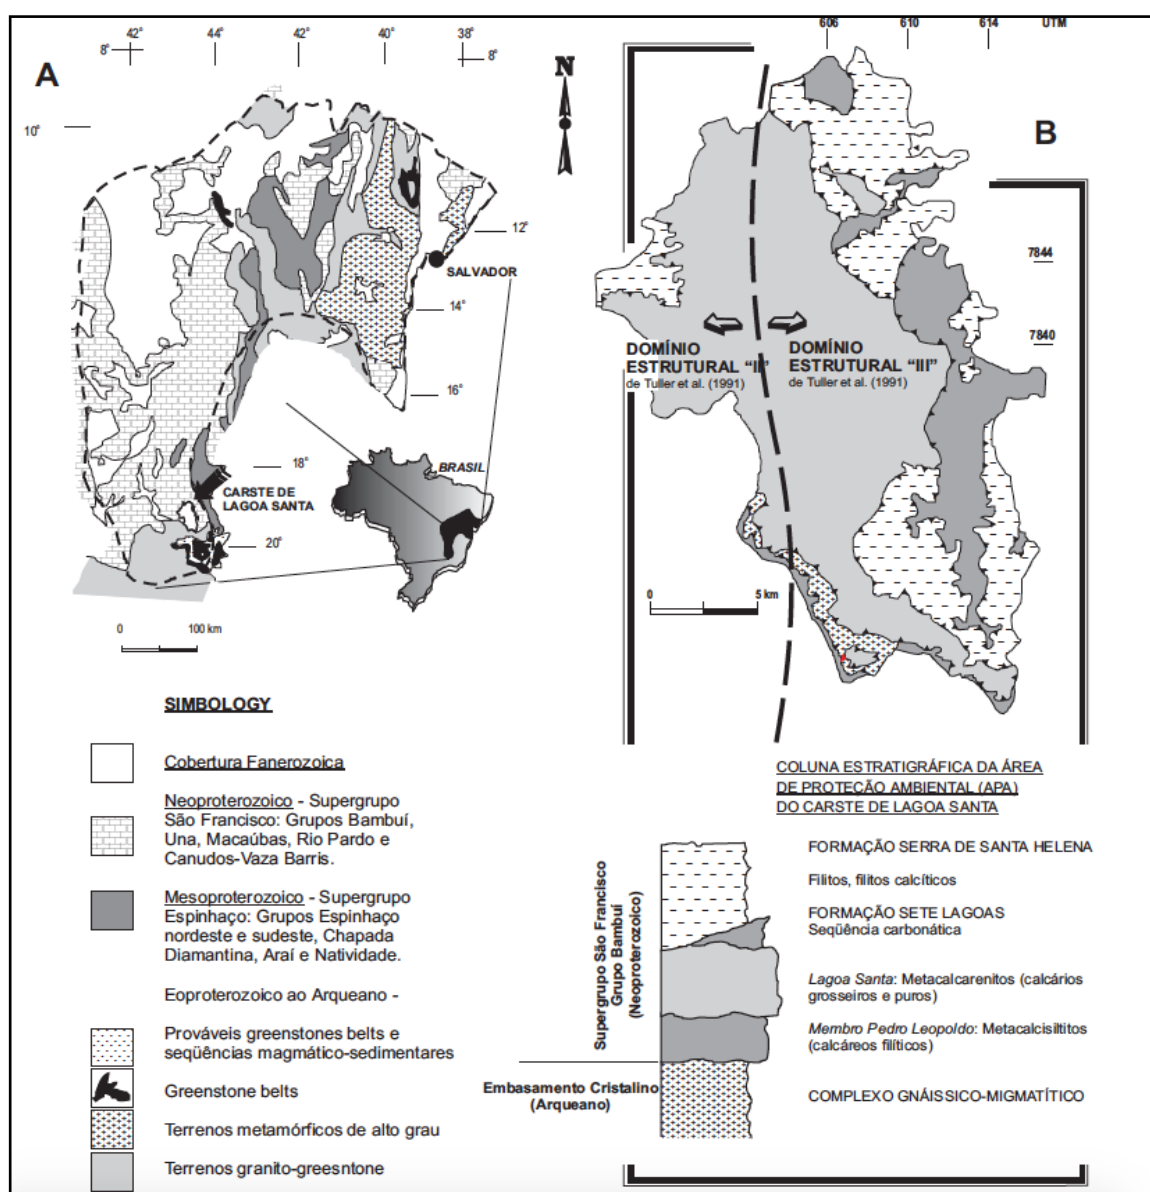 606 610 614 UTM
42° 44° 42° 40° 38°
8° 8°
A
N
B
10°
12°
SALVADOR
7844
14°
7840
DOMÍNIO
ESTRUTURAL “II”
de Tuller et al. (1991)
DOMÍNIO
ESTRUTURAL “III”
de Tuller et al. (1991)
16°
BRASIL
18°
CARSTE DE
LAGOA SANTA
20°
0 5 km
0 100 km
SIMBOLOGY
Cobertura Fanerozoica
Neoproterozoico - Supergrupo
São Francisco: Grupos Bambuí,
Una, Macaúbas, Rio Pardo e
Canudos-Vaza Barris.
Mesoproterozoico - Supergrupo
Espinhaço: Grupos Espinhaço
nordeste e sudeste, Chapada
Diamantina, Araí e Natividade.
Eoproterozoico ao Arqueano -
Prováveis greenstones belts e
seqüências magmático-sedimentares
Greenstone belts
Terrenos metamórficos de alto grau
Terrenos granito-greesntone
COLUNA ESTRATIGRÁFICA DA ÁREA
DE PROTEÇÃO AMBIENTAL (APA)
DO CARSTE DE LAGOA SANTA
Supergrupo São Francisco
Grupo Bambuí
(Neoproterozoico)
FORMAÇÃO SERRA DE SANTA HELENA
Filitos, filitos calcíticos
FORMAÇÃO SETE LAGOAS
Seqüência carbonática
Lagoa Santa: Metacalcarenitos (calcários
grosseiros e puros)
Membro Pedro Leopoldo: Metacalcisiltitos
(calcáreos filíticos)
Embasamento Cristalino
(Arqueano)
COMPLEXO GNÁISSICO-MIGMATÍTICO